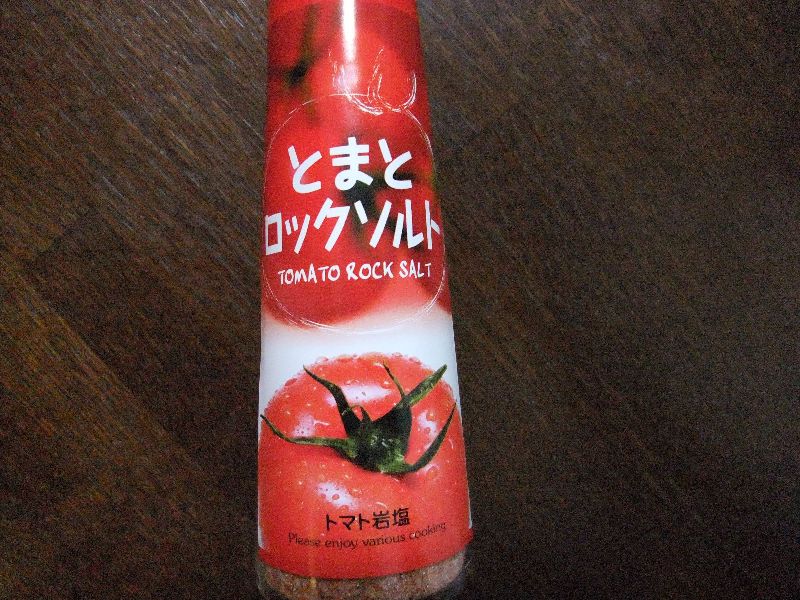 とまと
ロックソルト
TOMATO ROCK SALT
トマト岩塩
Please enjoy various cooking